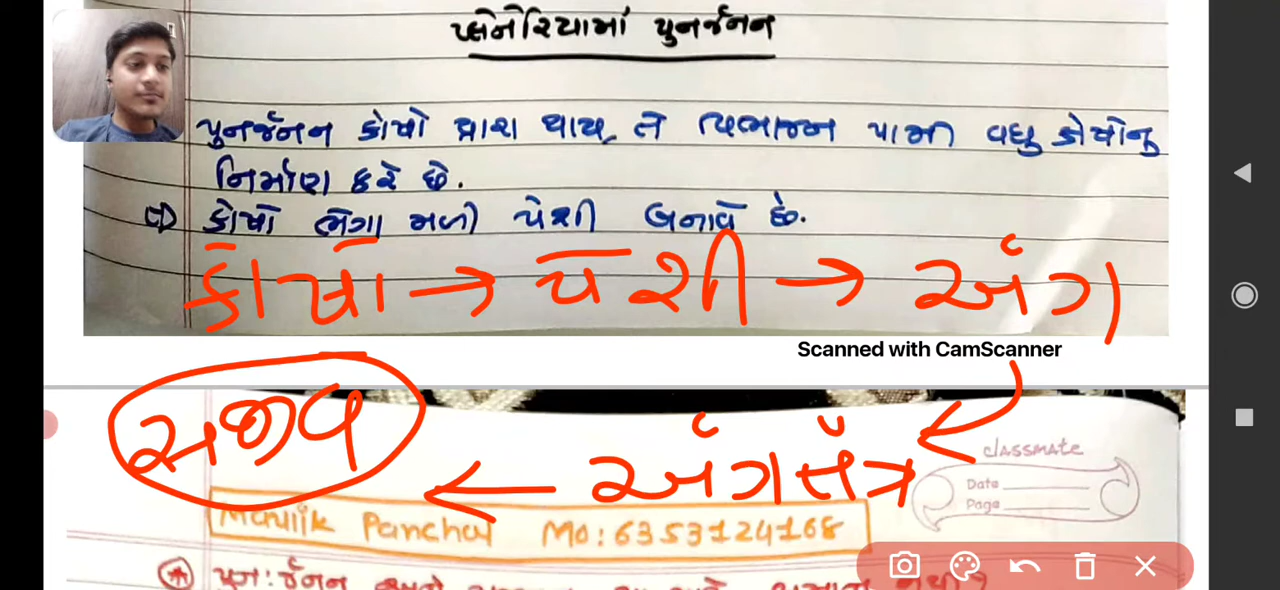 પ્લેનેરિયામાં પુનર્જનન
પુનર્જનન કોષો દ્વારા થાય, તે વિભાજન પામી વધુ કોષોનુ
નિર્માણ કરે છે.
⇒ કોષો ભેગા મળી પેશી બનાવે છે.
કોષો → પેશી → અંગ
Scanned with CamScanner
સજીવ ← અંગતંત્ર
classmate
Date
Page
Maulik Panchal Mo: 6353124168